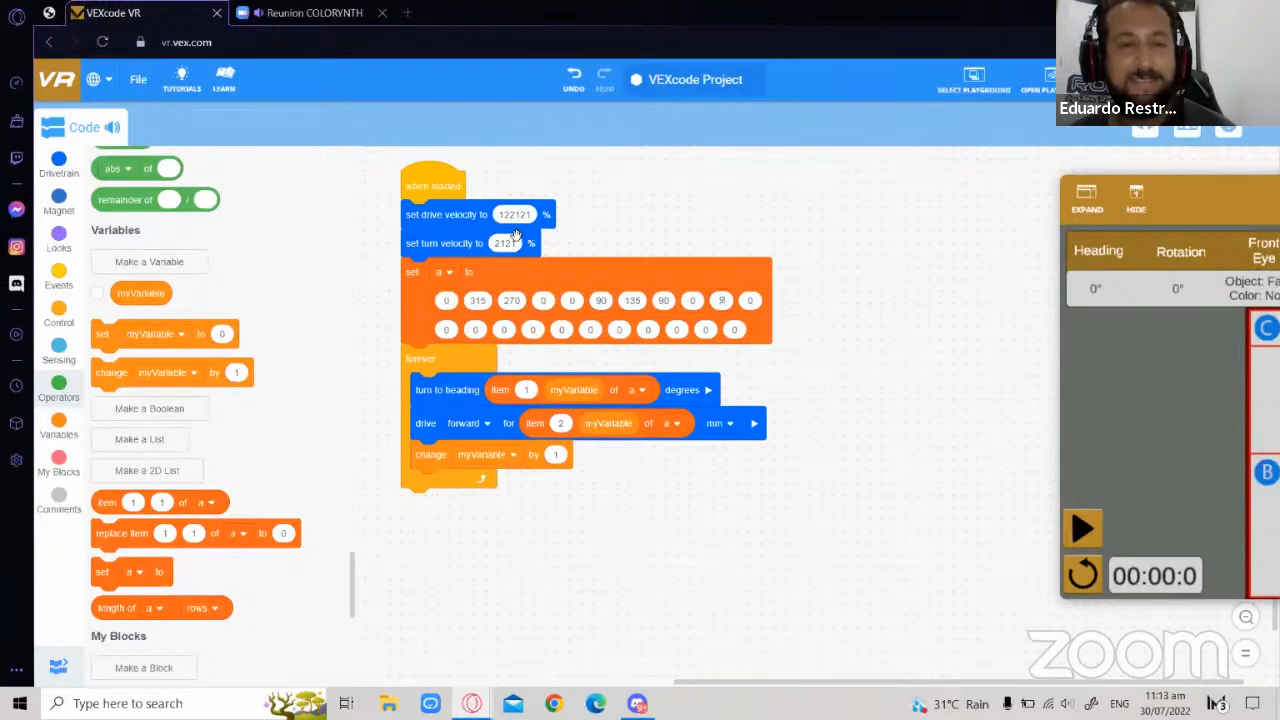 VEXcode VR
Reunion COLORYNTH
vr.vex.com
VR
File
TUTORIALS
LEARN
UNDO
REDO
VEXcode Project
SELECT PLAYGROUND
OPEN PLA
Eduardo Restr...
Code
Drivetrain
Magnet
Looks
Events
Control
Sensing
Operators
Variables
My Blocks
Comments
abs of
remainder of /
Variables
Make a Variable
myVariable
set myVariable to 0
change myVariable by 1
Make a Boolean
Make a List
Make a 2D List
item 1 1 of a
replace item 1 1 of a to 0
set a to
length of a rows
My Blocks
Make a Block
when started
set drive velocity to 122121 %
set turn velocity to 2121 %
set a to
0 315 270 0 0 90 135 90 0 9 0
0 0 0 0 0 0 0 0 0 0 0
forever
turn to heading item 1 myVariable of a degrees
drive forward for item 2 myVariable of a mm
change myVariable by 1
EXPAND
HIDE
Heading
Rotation
Front
Eye
0°
0°
Object: Fa
Color: No
C
B
00:00:0
zoom
Type here to search
31°C Rain
11:13 am
30/07/2022
3